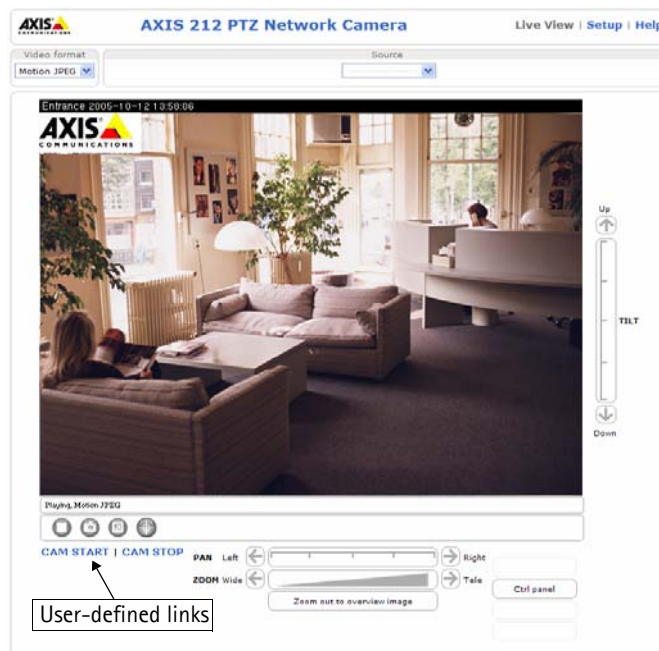 AXIS COMMUNICATIONS
AXIS 212 PTZ Network Camera
Live View | Setup | Help
Video format
Source
Motion JPEG
Entrance 2005-10-12 13:58:06
AXIS
COMMUNICATIONS
Up
TILT
Down
Playing, Motion JPEG
CAM START | CAM STOP
PAN Left Right
ZOOM Wide Tele
Ctrl panel
Zoom out to overview image
User-defined links